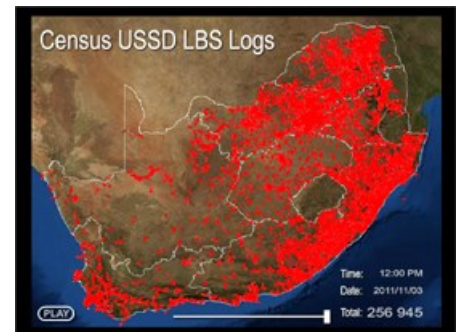 Census USSD LBS Logs
Time: 12:00 PM
Date: 2011/11/03
PLAY
Total: 256 945